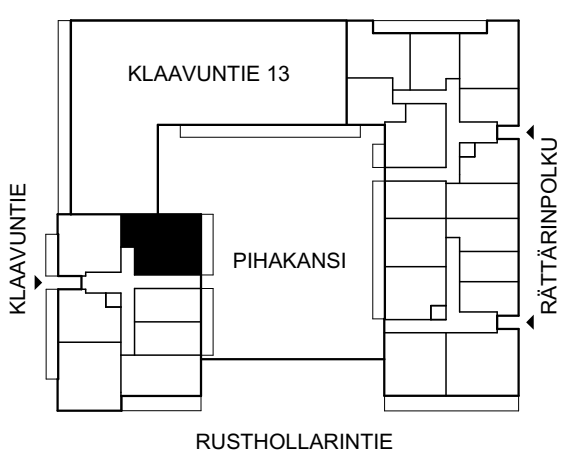 KLAAVUNTIE 13
KLAAVUNTIE
PIHAKANSI
RÄTTÄRINPOLKU
RUSTHOLLARINTIE